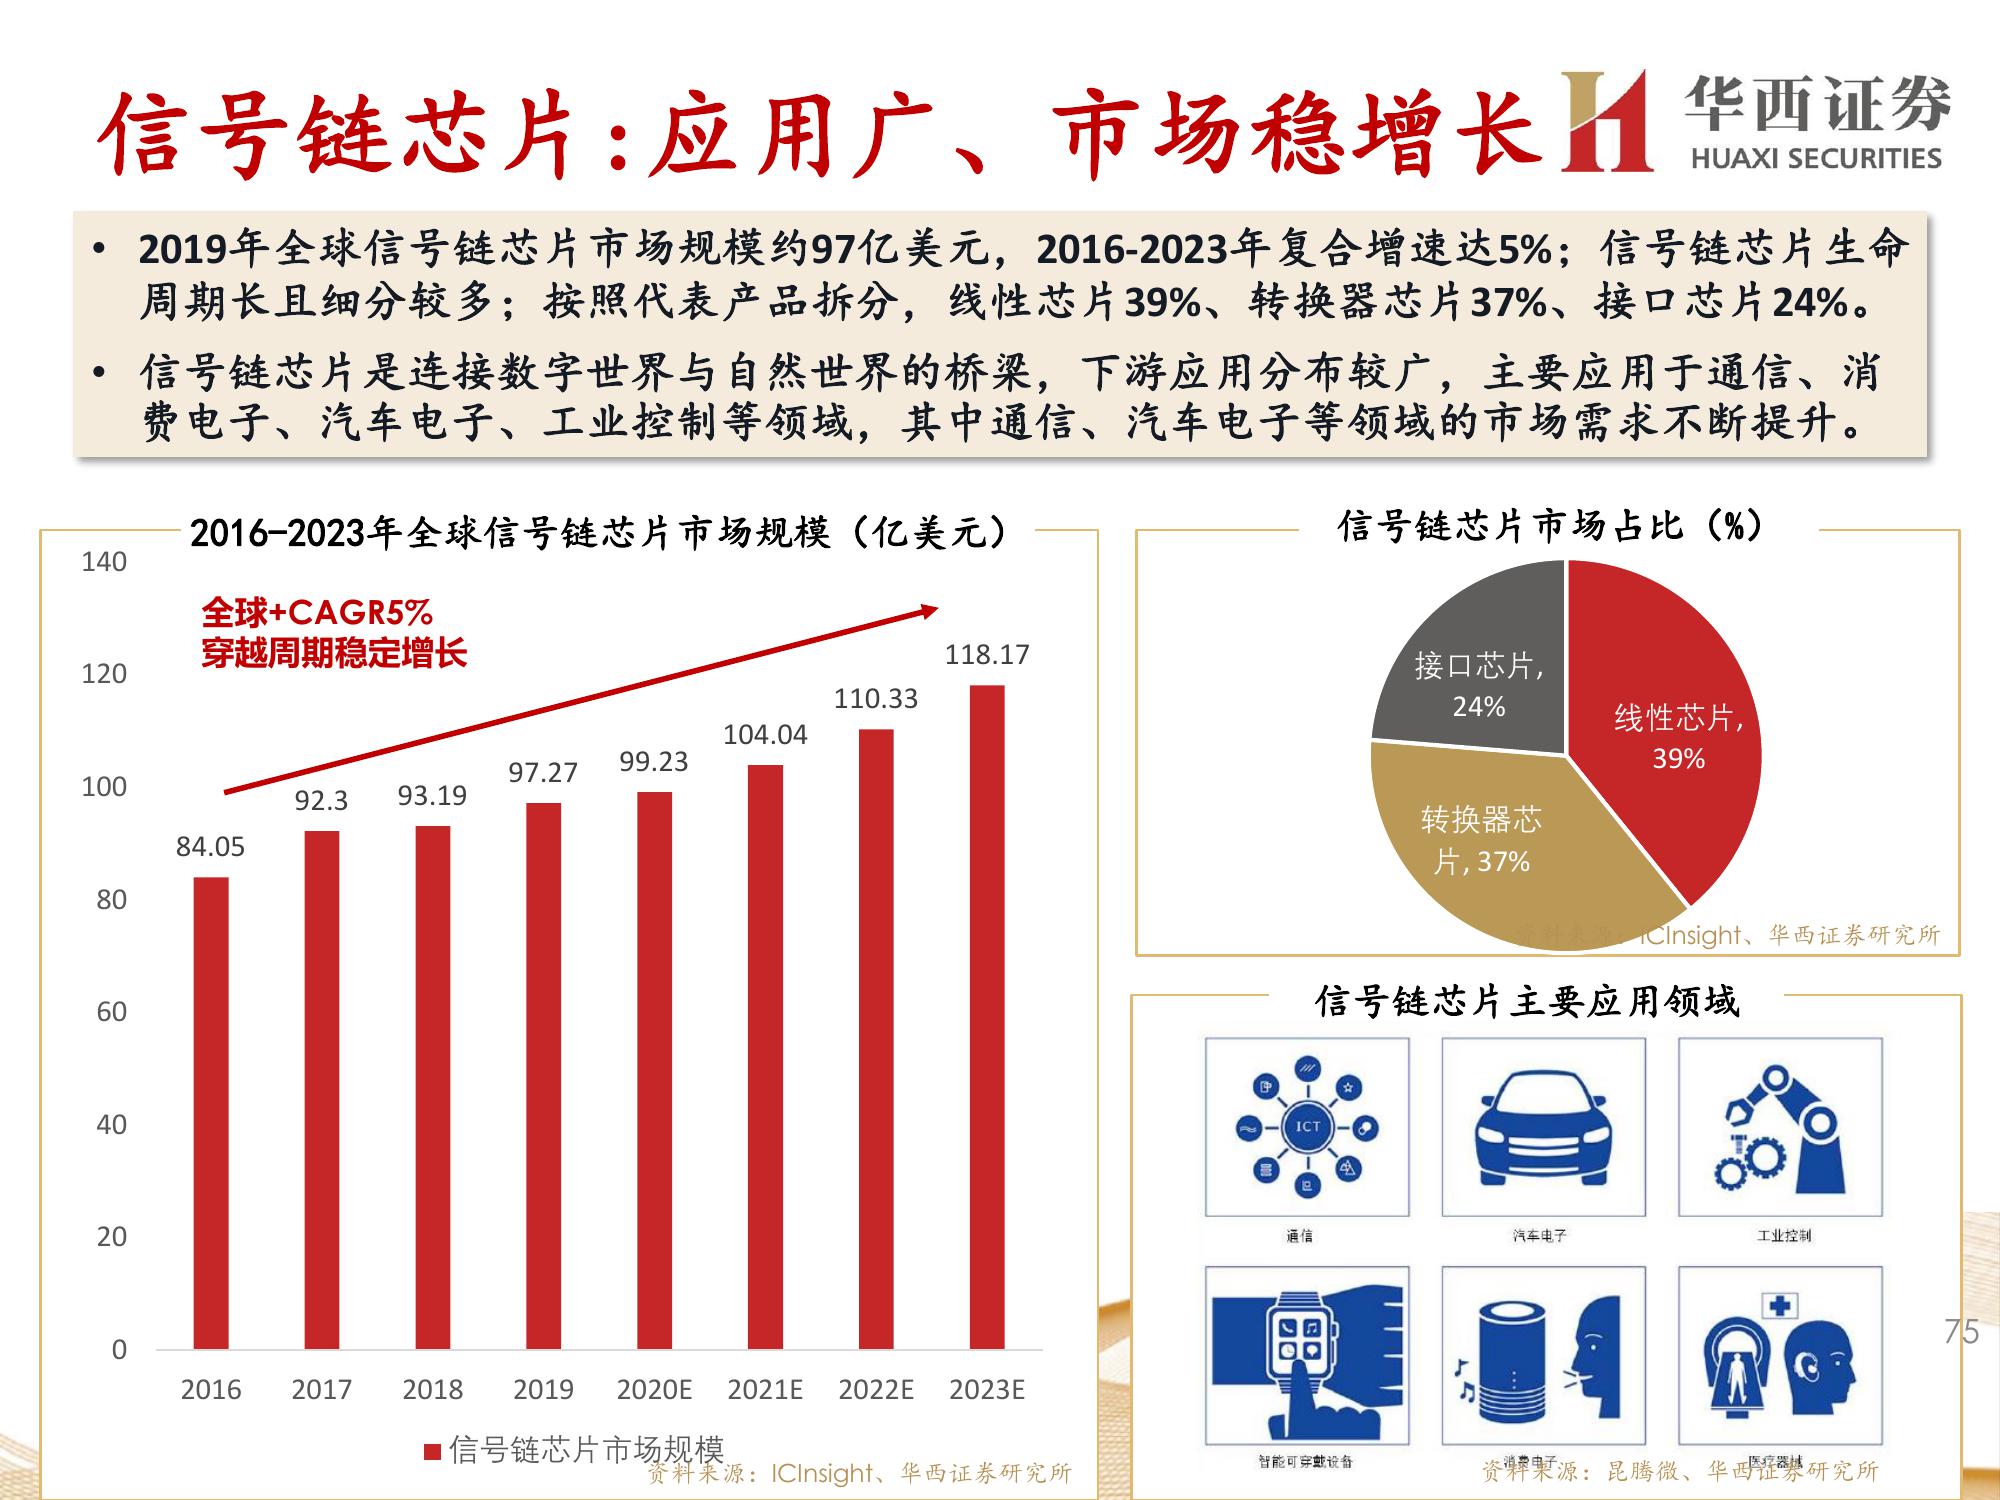 信号链芯片:应用广、市场稳增长
华西证券
HUAXI SECURITIES
• 2019年全球信号链芯片市场规模约97亿美元，2016-2023年复合增速达5%；信号链芯片生命
周期长且细分较多；按照代表产品拆分，线性芯片39%、转换器芯片37%、接口芯片24%。
• 信号链芯片是连接数字世界与自然世界的桥梁，下游应用分布较广，主要应用于通信、消
费电子、汽车电子、工业控制等领域，其中通信、汽车电子等领域的市场需求不断提升。
2016-2023年全球信号链芯片市场规模（亿美元）
全球+CAGR5%
穿越周期稳定增长
140
120
100
80
60
40
20
0
84.05
92.3
93.19
97.27
99.23
104.04
110.33
118.17
2016
2017
2018
2019
2020E
2021E
2022E
2023E
信号链芯片市场规模
资料来源：ICInsight、华西证券研究所
信号链芯片市场占比（%）
接口芯片,
24%
线性芯片,
39%
转换器芯
片, 37%
资料来源：ICInsight、华西证券研究所
信号链芯片主要应用领域
ICT
通信
汽车电子
工业控制
智能可穿戴设备
消费电子
医疗器械
资料来源：昆腾微、华西证券研究所
75